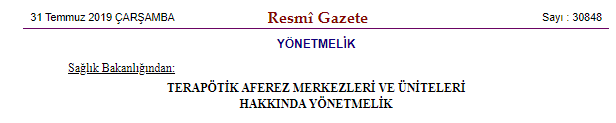 31 Temmuz 2019 ÇARŞAMBA Resmî Gazete Sayı : 30848
YÖNETMELİK
Sağlık Bakanlığından:
TERAPÖTİK AFEREZ MERKEZLERİ VE ÜNİTELERİ
HAKKINDA YÖNETMELİK